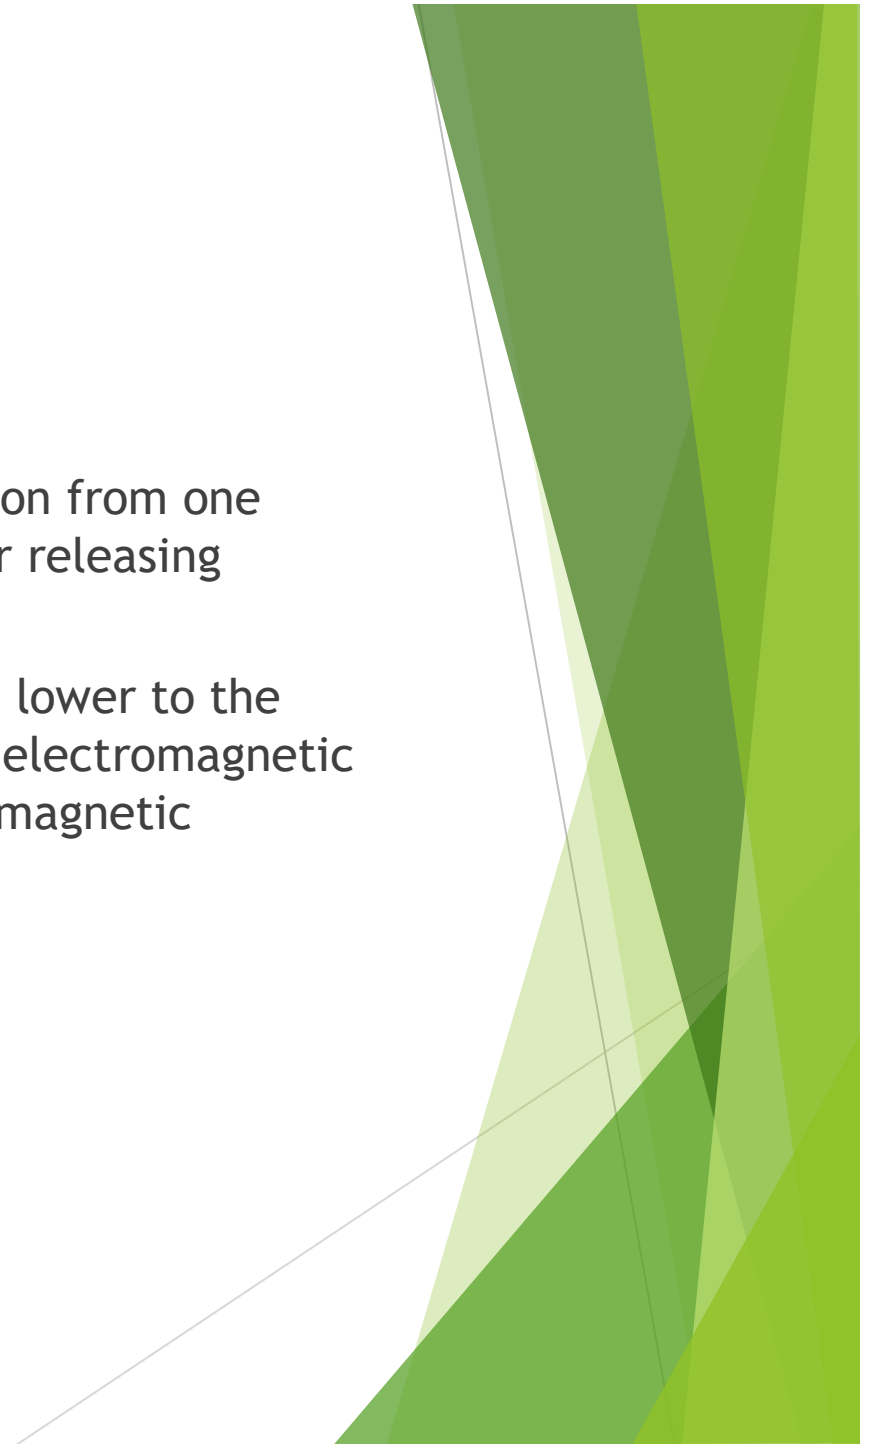 on from one
r releasing
lower to the
electromagnetic
magnetic